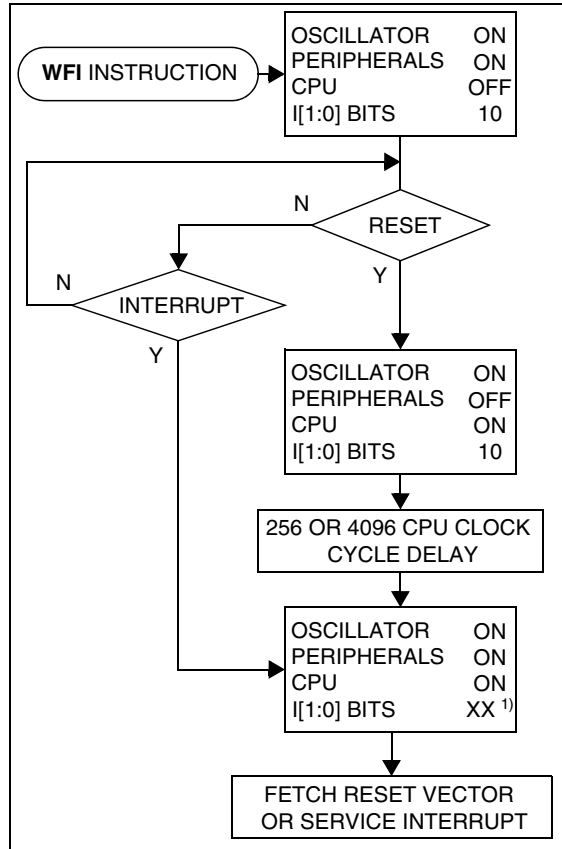 WFI INSTRUCTION
OSCILLATOR ON
PERIPHERALS ON
CPU OFF
I[1:0] BITS 10
N
RESET
Y
N
INTERRUPT
Y
OSCILLATOR ON
PERIPHERALS OFF
CPU ON
I[1:0] BITS 10
256 OR 4096 CPU CLOCK
CYCLE DELAY
OSCILLATOR ON
PERIPHERALS ON
CPU ON
I[1:0] BITS XX 1)
FETCH RESET VECTOR
OR SERVICE INTERRUPT